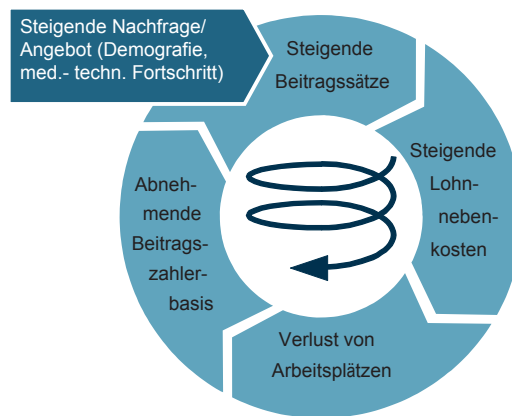 Steigende Nachfrage/
Angebot (Demografie,
med.- techn. Fortschritt)
Steigende
Beitragssätze
Steigende
Lohn-
neben-
kosten
Verlust von
Arbeitsplätzen
Abneh-
mende
Beitrags-
zahler-
basis